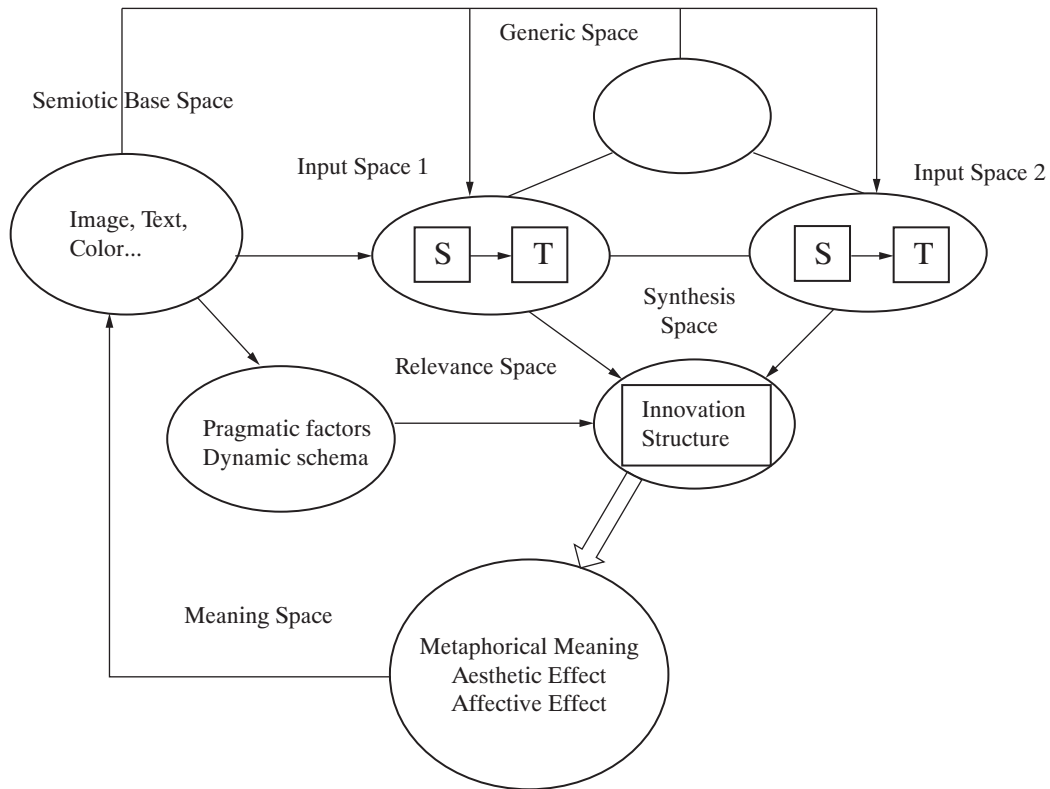 Generic Space
Semiotic Base Space
Input Space 1
Input Space 2
Image, Text,
Color...
S
T
S
T
Synthesis
Space
Relevance Space
Innovation
Structure
Pragmatic factors
Dynamic schema
Meaning Space
Metaphorical Meaning
Aesthetic Effect
Affective Effect